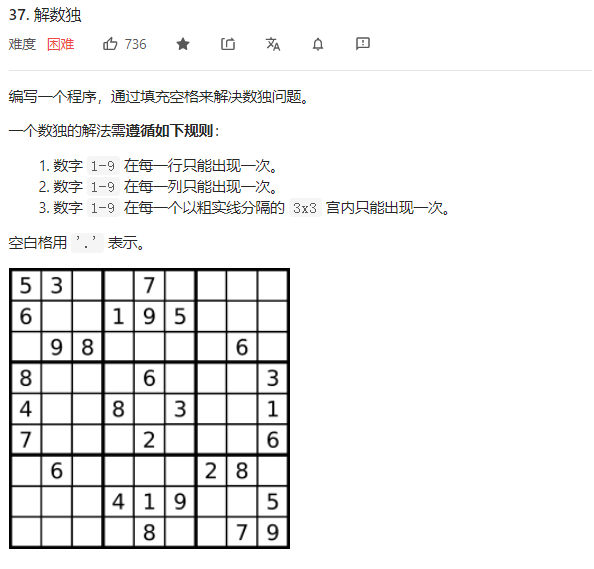 37. 解数独
难度 困难 736
编写一个程序，通过填充空格来解决数独问题。
一个数独的解法需遵循如下规则：
1. 数字 1-9 在每一行只能出现一次。
2. 数字 1-9 在每一列只能出现一次。
3. 数字 1-9 在每一个以粗实线分隔的 3x3 宫内只能出现一次。
空白格用 '.' 表示。
5 3 7
6 1 9 5
9 8 6
8 6 3
4 8 3 1
7 2 6
6 2 8
4 1 9 5
8 7 9